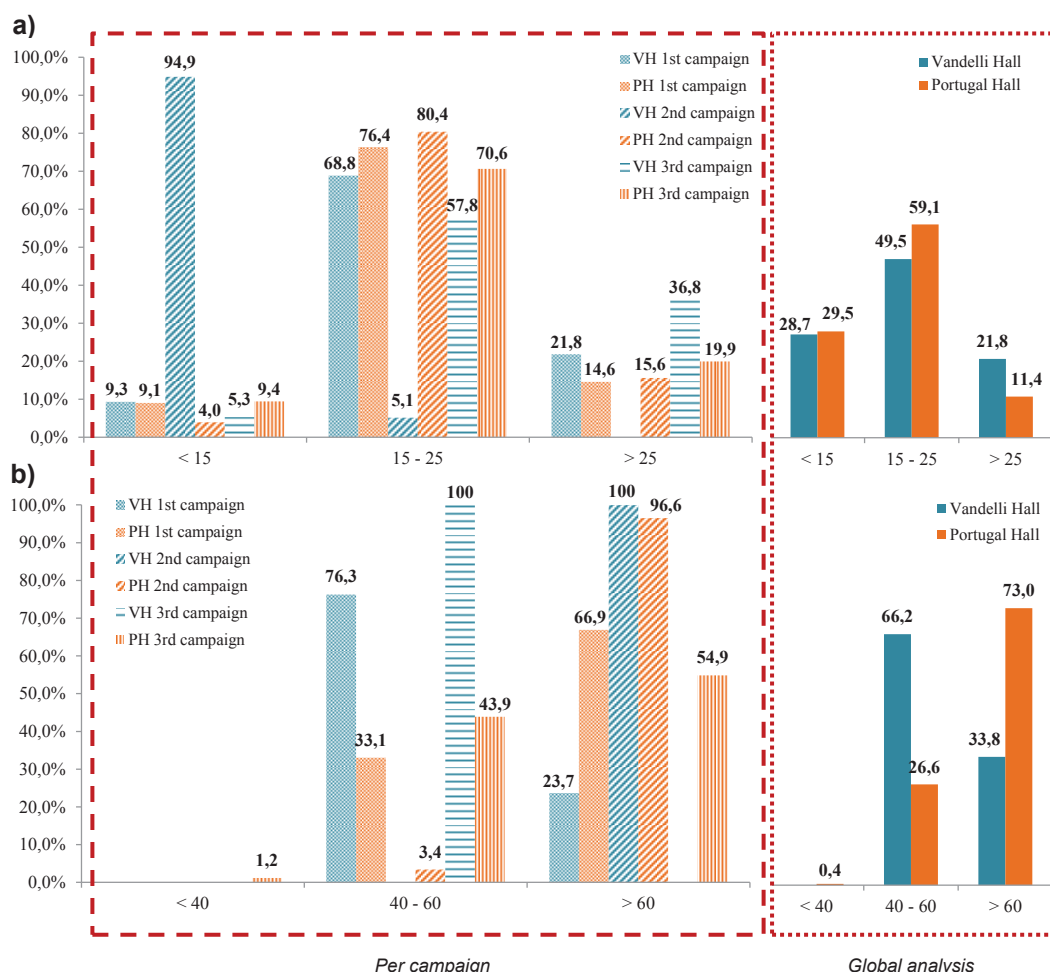 a)
100,0%
90,0%
80,0%
70,0%
60,0%
50,0%
40,0%
30,0%
20,0%
10,0%
0,0%
VH 1st campaign
PH 1st campaign
VH 2nd campaign
PH 2nd campaign
VH 3rd campaign
PH 3rd campaign
9,3
9,1
94,9
4,0
5,3
9,4
68,8
76,4
5,1
80,4
57,8
70,6
21,8
14,6
15,6
36,8
19,9
< 15
15 - 25
> 25
Vandelli Hall
Portugal Hall
28,7
29,5
49,5
59,1
21,8
11,4
< 15
15 - 25
> 25
b)
100,0%
90,0%
80,0%
70,0%
60,0%
50,0%
40,0%
30,0%
20,0%
10,0%
0,0%
VH 1st campaign
PH 1st campaign
VH 2nd campaign
PH 2nd campaign
VH 3rd campaign
PH 3rd campaign
1,2
76,3
33,1
3,4
100
43,9
23,7
66,9
100
96,6
54,9
< 40
40 - 60
> 60
Vandelli Hall
Portugal Hall
0,4
66,2
26,6
33,8
73,0
< 40
40 - 60
> 60
Per campaign
Global analysis